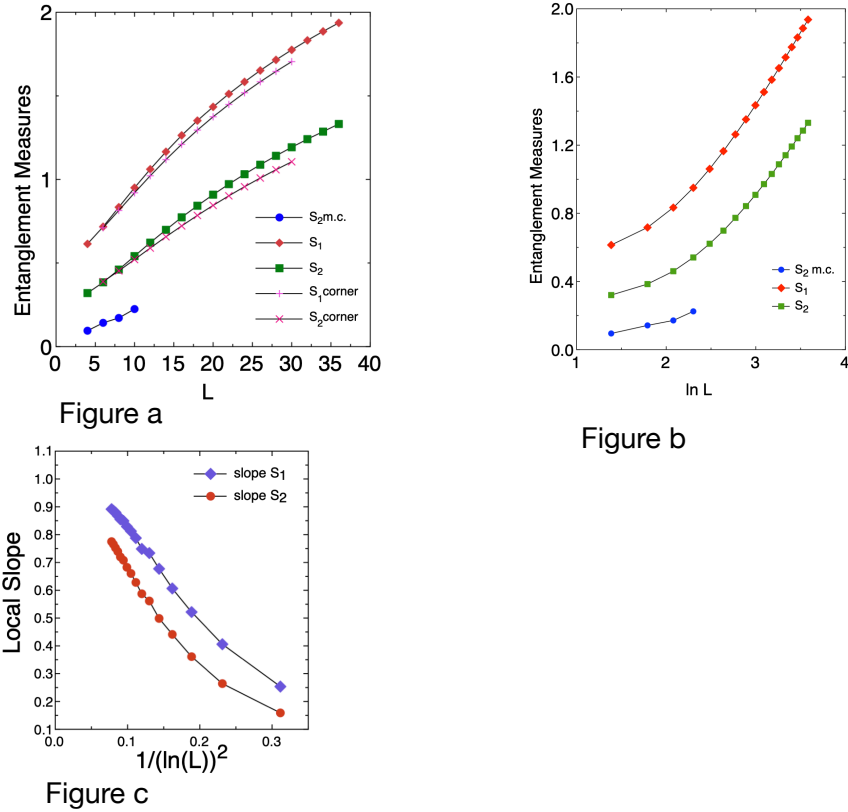 2
1
0
Entanglement Measures
S2m.c.
S1
S2
S1corner
S2corner
0 5 10 15 20 25 30 35 40
L
Figure a
2.0
1.6
1.2
0.8
0.4
0.0
Entanglement Measures
S2 m.c.
S1
S2
1 2 3 4
ln L
Figure b
1.1
1.0
0.9
0.8
0.7
0.6
0.5
0.4
0.3
0.2
0.1
Local Slope
slope S1
slope S2
0.0 0.1 0.2 0.3
1/(ln(L))²
Figure c